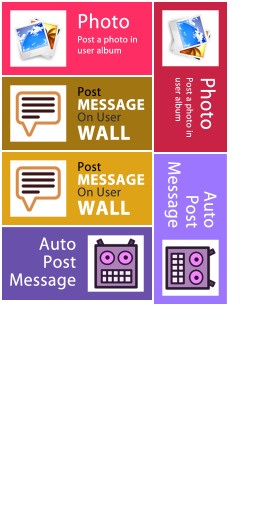 Photo
Post a photo in
user album
Post
MESSAGE
On User
WALL
Post
MESSAGE
On User
WALL
Auto
Post
Message
Photo
Post a photo in
user album
Auto
Post
Message